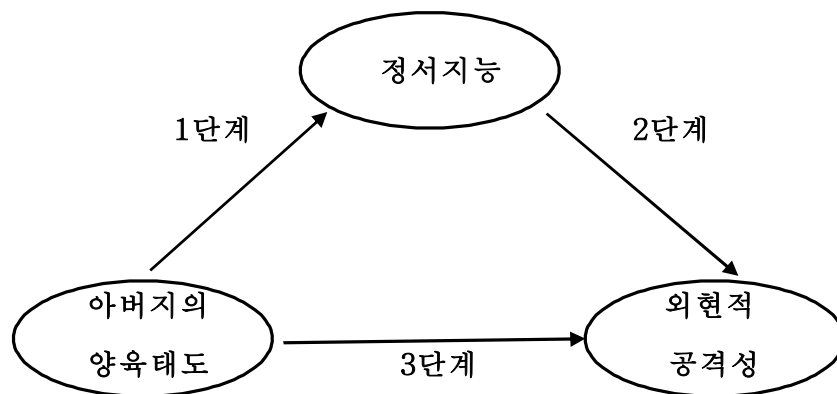 정서지능
1단계
2단계
아버지의
양육태도
외현적
공격성
3단계